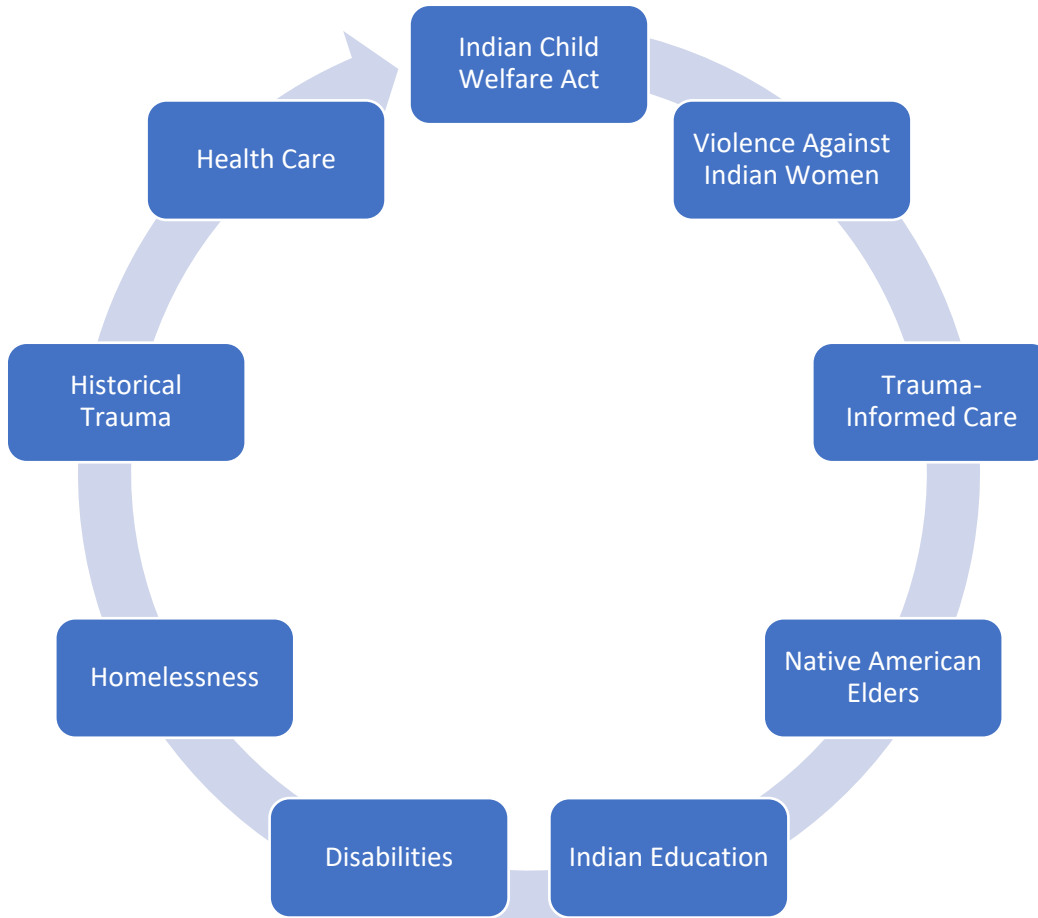 Indian Child
Welfare Act
Violence Against
Indian Women
Trauma-
Informed Care
Native American
Elders
Indian Education
Disabilities
Homelessness
Historical
Trauma
Health Care